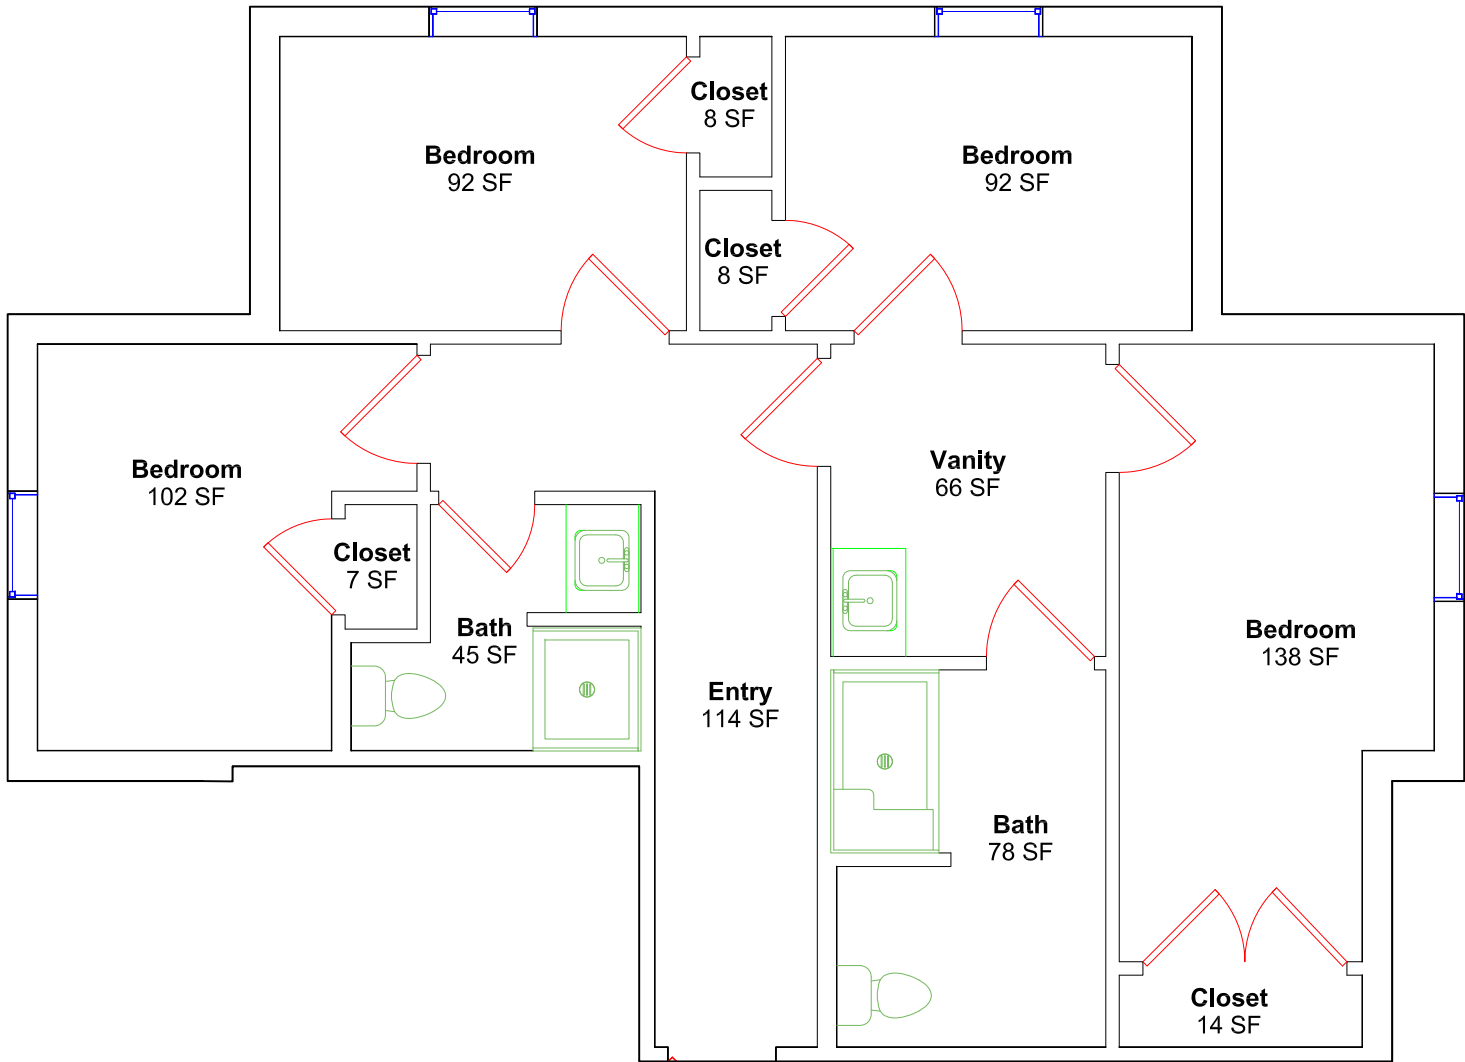 Closet
8 SF
Bedroom
92 SF
Bedroom
92 SF
Closet
8 SF
Bedroom
102 SF
Vanity
66 SF
Closet
7 SF
Bath
45 SF
Bedroom
138 SF
Entry
114 SF
Bath
78 SF
Closet
14 SF